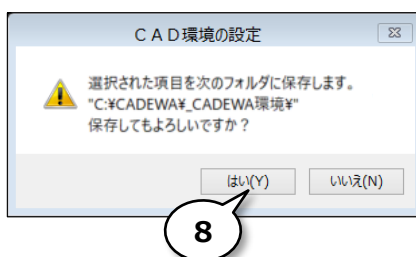 ＣＡＤ環境の設定
選択された項目を次のフォルダに保存します。
"C:¥CADEWA¥_CADEWA環境¥"
保存してもよろしいですか？
はい(Y)
いいえ(N)
8